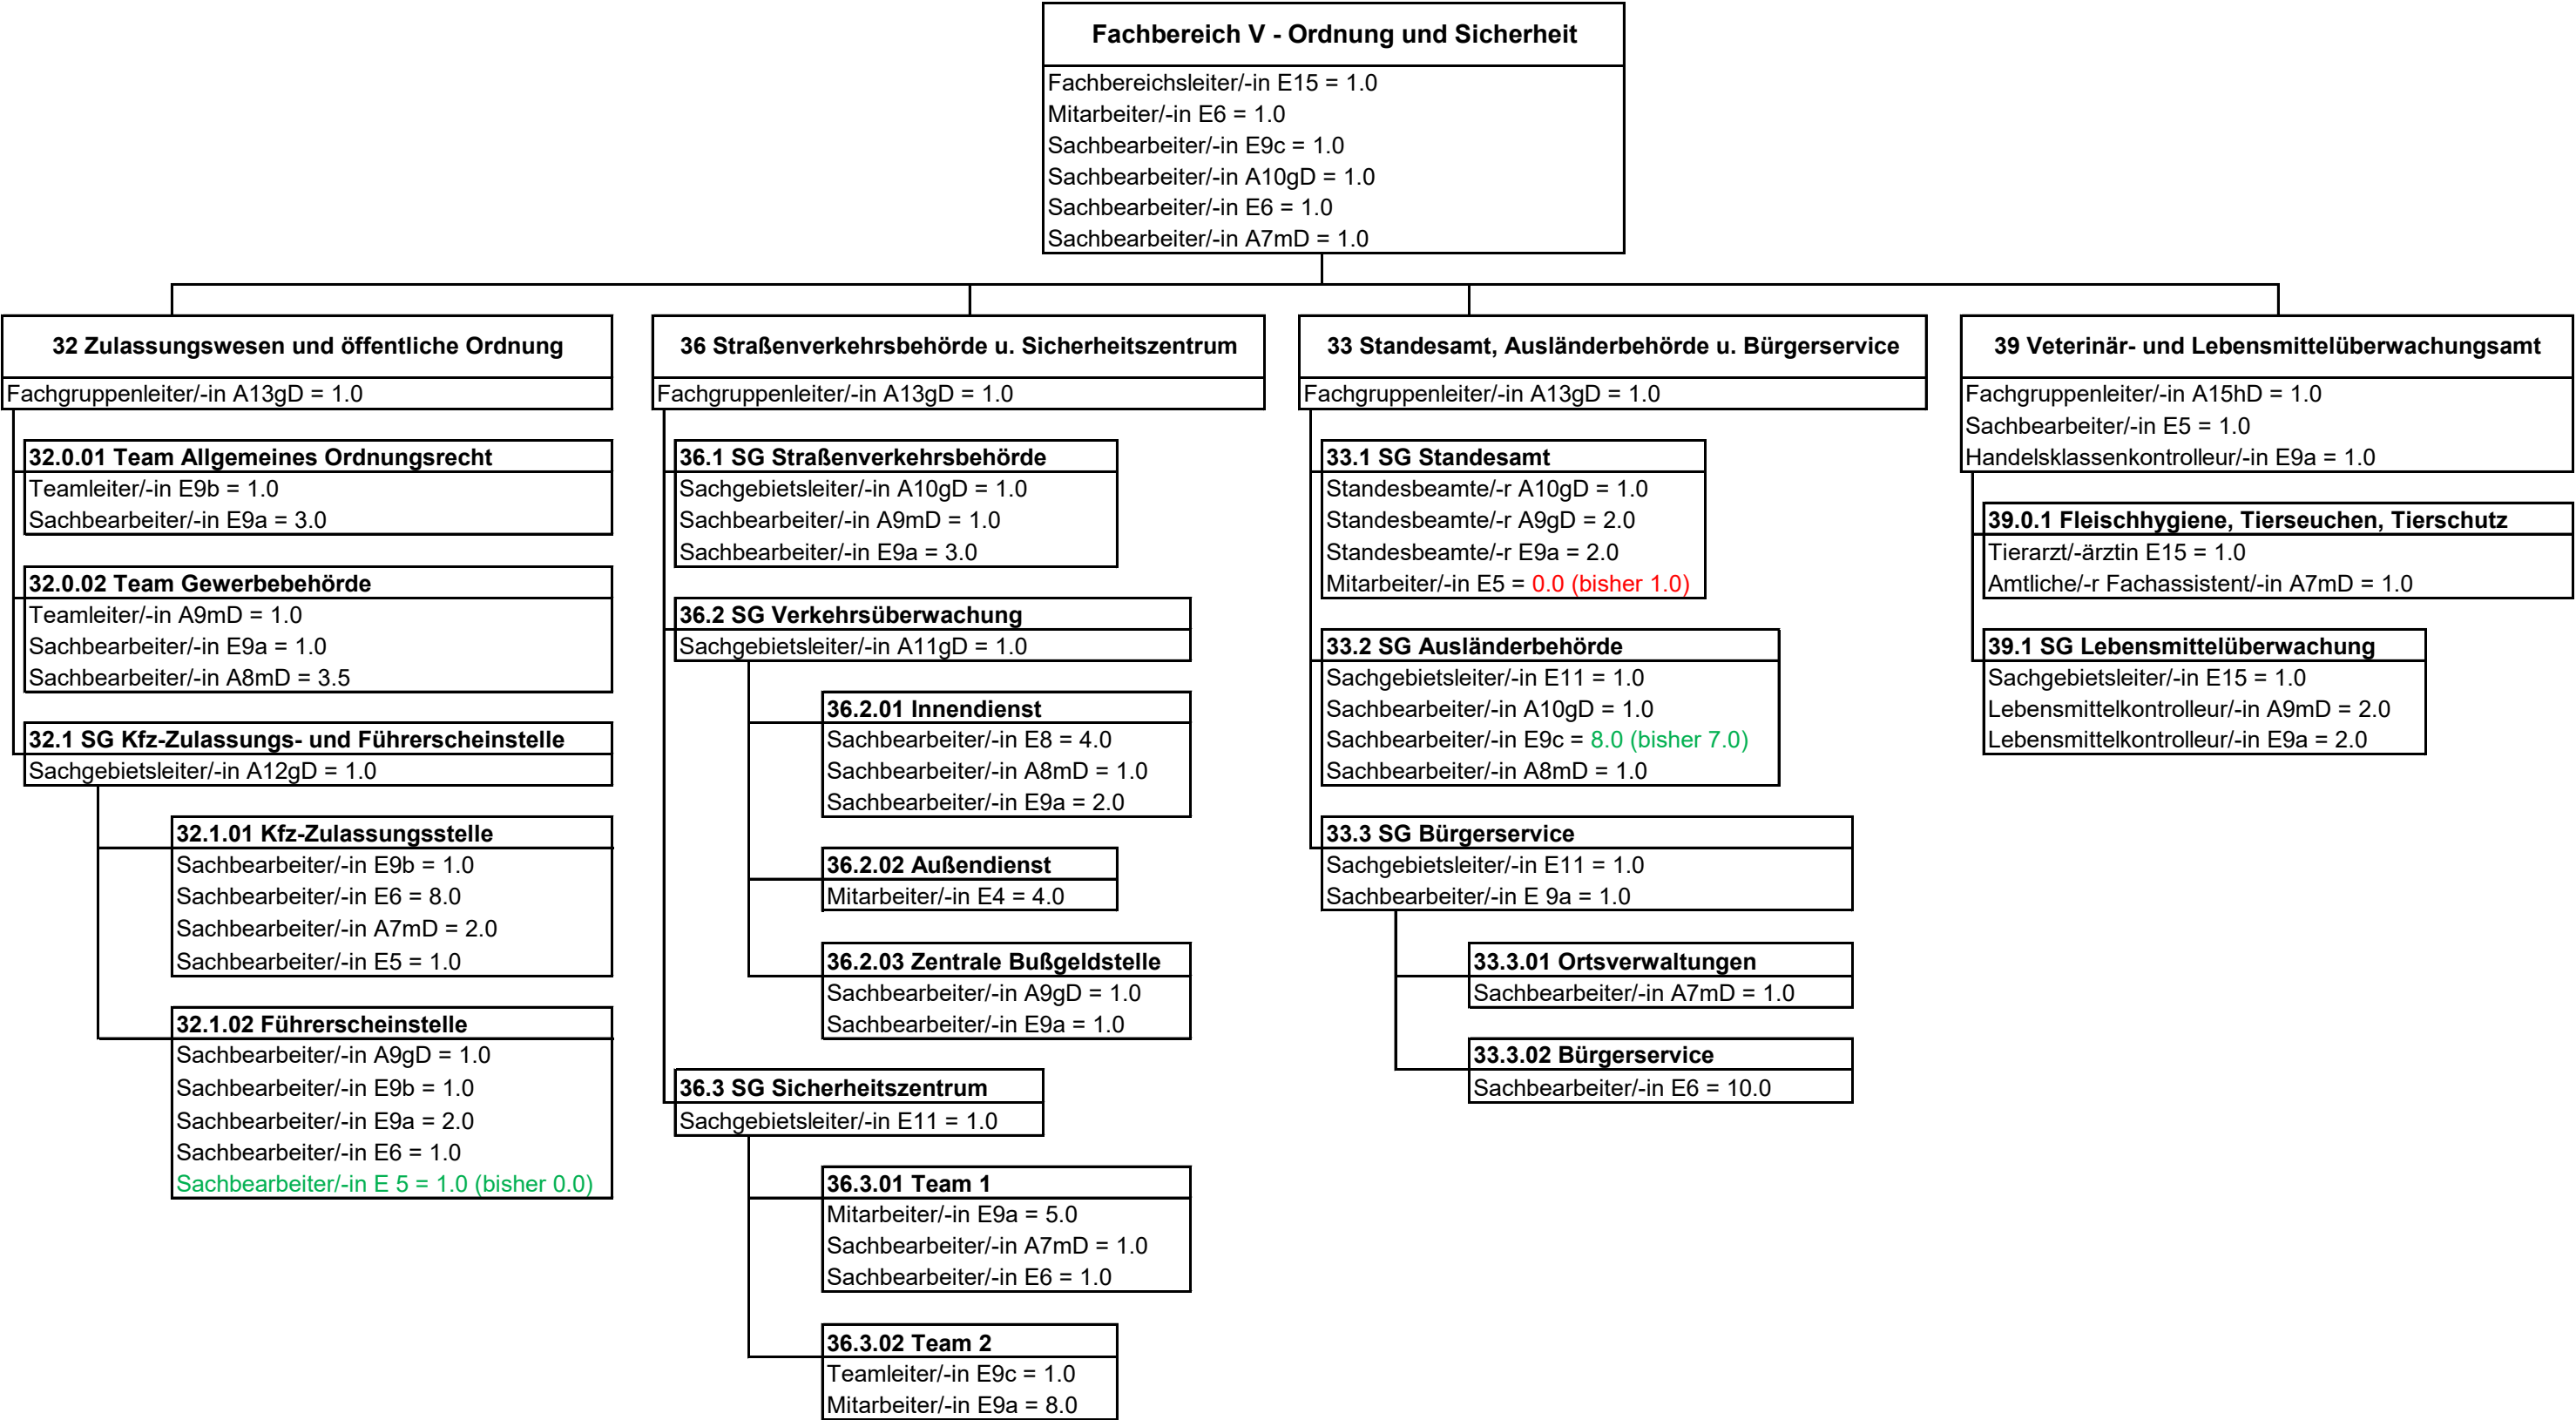 Fachbereich V - Ordnung und Sicherheit
Fachbereichsleiter/-in E15 = 1.0
Mitarbeiter/-in E6 = 1.0
Sachbearbeiter/-in E9c = 1.0
Sachbearbeiter/-in A10gD = 1.0
Sachbearbeiter/-in E6 = 1.0
Sachbearbeiter/-in A7mD = 1.0
32 Zulassungswesen und öffentliche Ordnung
Fachgruppenleiter/-in A13gD = 1.0
32.0.01 Team Allgemeines Ordnungsrecht
Teamleiter/-in E9b = 1.0
Sachbearbeiter/-in E9a = 3.0
32.0.02 Team Gewerbebehörde
Teamleiter/-in A9mD = 1.0
Sachbearbeiter/-in E9a = 1.0
Sachbearbeiter/-in A8mD = 3.5
32.1 SG Kfz-Zulassungs- und Führerscheinstelle
Sachgebietsleiter/-in A12gD = 1.0
32.1.01 Kfz-Zulassungsstelle
Sachbearbeiter/-in E9b = 1.0
Sachbearbeiter/-in E6 = 8.0
Sachbearbeiter/-in A7mD = 2.0
Sachbearbeiter/-in E5 = 1.0
32.1.02 Führerscheinstelle
Sachbearbeiter/-in A9gD = 1.0
Sachbearbeiter/-in E9b = 1.0
Sachbearbeiter/-in E9a = 2.0
Sachbearbeiter/-in E6 = 1.0
Sachbearbeiter/-in E 5 = 1.0 (bisher 0.0)
36 Straßenverkehrsbehörde u. Sicherheitszentrum
Fachgruppenleiter/-in A13gD = 1.0
36.1 SG Straßenverkehrsbehörde
Sachgebietsleiter/-in A10gD = 1.0
Sachbearbeiter/-in A9mD = 1.0
Sachbearbeiter/-in E9a = 3.0
36.2 SG Verkehrsüberwachung
Sachgebietsleiter/-in A11gD = 1.0
36.2.01 Innendienst
Sachbearbeiter/-in E8 = 4.0
Sachbearbeiter/-in A8mD = 1.0
Sachbearbeiter/-in E9a = 2.0
36.2.02 Außendienst
Mitarbeiter/-in E4 = 4.0
36.2.03 Zentrale Bußgeldstelle
Sachbearbeiter/-in A9gD = 1.0
Sachbearbeiter/-in E9a = 1.0
36.3 SG Sicherheitszentrum
Sachgebietsleiter/-in E11 = 1.0
36.3.01 Team 1
Mitarbeiter/-in E9a = 5.0
Sachbearbeiter/-in A7mD = 1.0
Sachbearbeiter/-in E6 = 1.0
36.3.02 Team 2
Teamleiter/-in E9c = 1.0
Mitarbeiter/-in E9a = 8.0
33 Standesamt, Ausländerbehörde u. Bürgerservice
Fachgruppenleiter/-in A13gD = 1.0
33.1 SG Standesamt
Standesbeamte/-r A10gD = 1.0
Standesbeamte/-r A9gD = 2.0
Standesbeamte/-r E9a = 2.0
Mitarbeiter/-in E5 = 0.0 (bisher 1.0)
33.2 SG Ausländerbehörde
Sachgebietsleiter/-in E11 = 1.0
Sachbearbeiter/-in A10gD = 1.0
Sachbearbeiter/-in E9c = 8.0 (bisher 7.0)
Sachbearbeiter/-in A8mD = 1.0
33.3 SG Bürgerservice
Sachgebietsleiter/-in E11 = 1.0
Sachbearbeiter/-in E 9a = 1.0
33.3.01 Ortsverwaltungen
Sachbearbeiter/-in A7mD = 1.0
33.3.02 Bürgerservice
Sachbearbeiter/-in E6 = 10.0
39 Veterinär- und Lebensmittelüberwachungsamt
Fachgruppenleiter/-in A15hD = 1.0
Sachbearbeiter/-in E5 = 1.0
Handelsklassenkontrolleur/-in E9a = 1.0
39.0.1 Fleischhygiene, Tierseuchen, Tierschutz
Tierarzt/-ärztin E15 = 1.0
Amtliche/-r Fachassistent/-in A7mD = 1.0
39.1 SG Lebensmittelüberwachung
Sachgebietsleiter/-in E15 = 1.0
Lebensmittelkontrolleur/-in A9mD = 2.0
Lebensmittelkontrolleur/-in E9a = 2.0